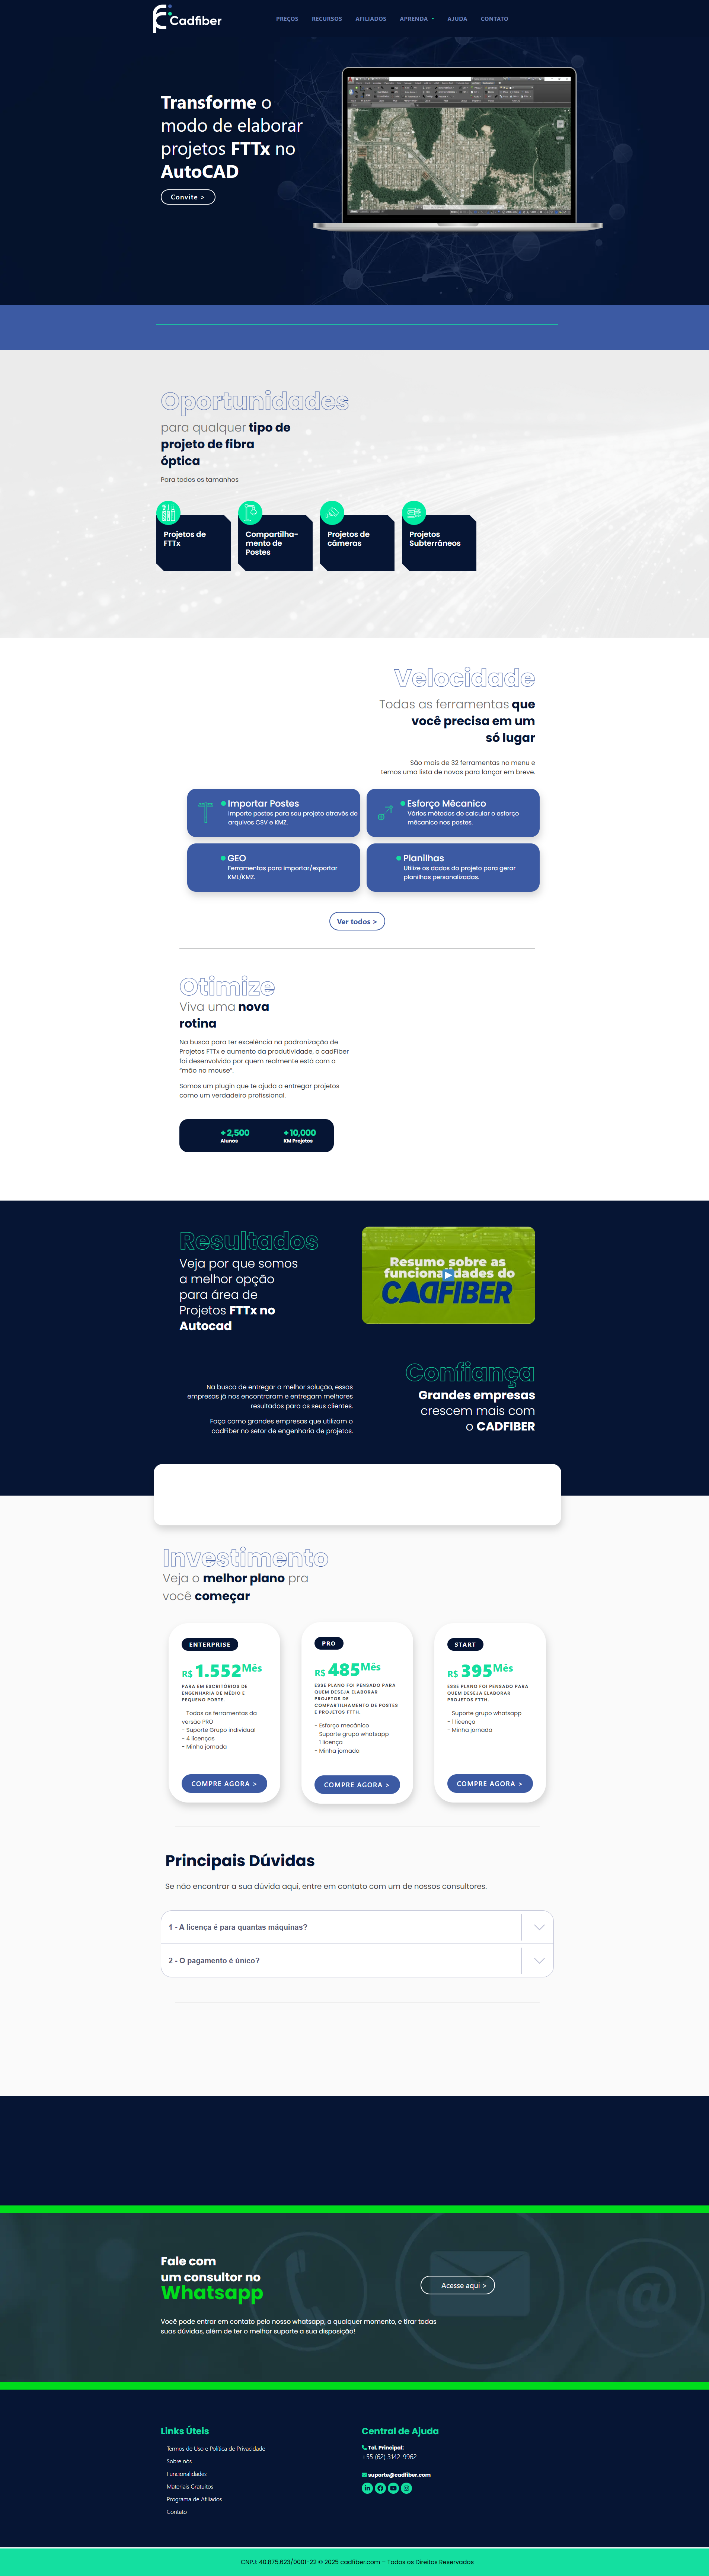 Cadfiber
PREÇOS RECURSOS AFILIADOS APRENDA AJUDA CONTATO
Transforme o
modo de elaborar
projetos FTTx no
AutoCAD
Convite >
Oportunidades
para qualquer tipo de
projeto de fibra
óptica
Para todos os tamanhos
Projetos de
FTTx
Compartilha-
mento de
Postes
Projetos de
câmeras
Projetos
Subterrâneos
Velocidade
Todas as ferramentas que
você precisa em um
só lugar
São mais de 32 ferramentas no menu e
temos uma lista de novas para lançar em breve.
Importar Postes
Importe postes para seu projeto através de
arquivos CSV e KMZ.
Esforço Mêcanico
Vários métodos de calcular o esforço
mêcanico nos postes.
GEO
Ferramentas para importar/exportar
KML/KMZ.
Planilhas
Utilize os dados do projeto para gerar
planilhas personalizadas.
Ver todos >
Otimize
Viva uma nova
rotina
Na busca para ter excelência na padronização de
Projetos FTTx e aumento da produtividade, o cadFiber
foi desenvolvido por quem realmente está com a
“mão no mouse”.
Somos um plugin que te ajuda a entregar projetos
como um verdadeiro profissional.
+2,500
Alunos
+10,000
KM Projetos
Resultados
Veja por que somos
a melhor opção
para área de
Projetos FTTx no
Autocad
Resumo sobre as
funcionalidades do
CADFIBER
Na busca de entregar a melhor solução, essas
empresas já nos encontraram e entregam melhores
resultados para os seus clientes.
Faça como grandes empresas que utilizam o
cadFiber no setor de engenharia de projetos.
Confiança
Grandes empresas
crescem mais com
o CADFIBER
Investimento
Veja o melhor plano pra
você começar
ENTERPRISE
R$ 1.552Mês
PARA EM ESCRITÓRIOS DE
ENGENHARIA DE MÉDIO E
PEQUENO PORTE.
- Todas as ferramentas da
versão PRO
- Suporte Grupo individual
- 4 licenças
- Minha jornada
COMPRE AGORA >
PRO
R$ 485Mês
ESSE PLANO FOI PENSADO PARA
QUEM DESEJA ELABORAR
PROJETOS DE
COMPARTILHAMENTO DE POSTES
E PROJETOS FTTH.
- Esforço mecânico
- Suporte grupo whatsapp
- 1 licença
- Minha jornada
COMPRE AGORA >
START
R$ 395Mês
ESSE PLANO FOI PENSADO PARA
QUEM DESEJA ELABORAR
PROJETOS FTTH.
- Suporte grupo whatsapp
- 1 licença
- Minha jornada
COMPRE AGORA >
Principais Dúvidas
Se não encontrar a sua dúvida aqui, entre em contato com um de nossos consultores.
1 - A licença é para quantas máquinas?
2 - O pagamento é único?
Fale com
um consultor no
Whatsapp
Acesse aqui >
Você pode entrar em contato pelo nosso whatsapp, a qualquer momento, e tirar todas
suas dúvidas, além de ter o melhor suporte a sua disposição!
Links Úteis
Termos de Uso e Política de Privacidade
Sobre nós
Funcionalidades
Materiais Gratuitos
Programa de Afiliados
Contato
Central de Ajuda
Tel. Principal:
+55 (62) 3142-9962
suporte@cadfiber.com
CNPJ: 40.875.623/0001-22 © 2025 cadfiber.com – Todos os Direitos Reservados